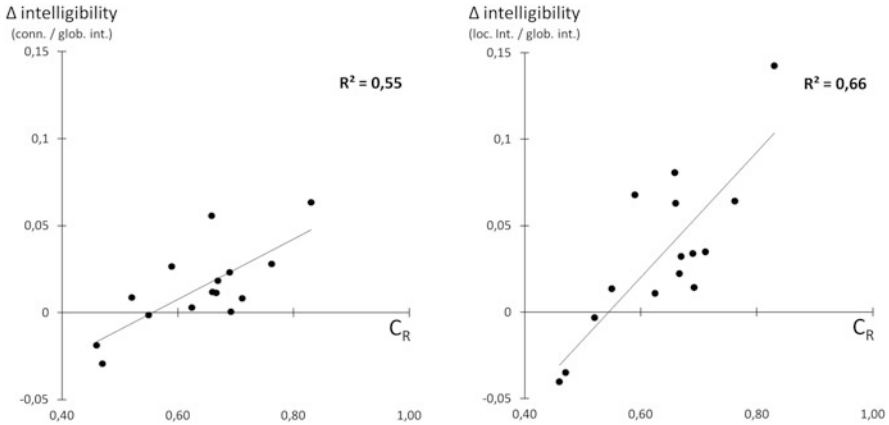 Δ intelligibility
(conn. / glob. int.)
0,15
R² = 0,55
0,1
0,05
0
C_R
-0,05
0,40 0,60 0,80 1,00
Δ intelligibility
(loc. Int. / glob. int.)
0,15
R² = 0,66
0,1
0,05
0
C_R
-0,05
0,40 0,60 0,80 1,00